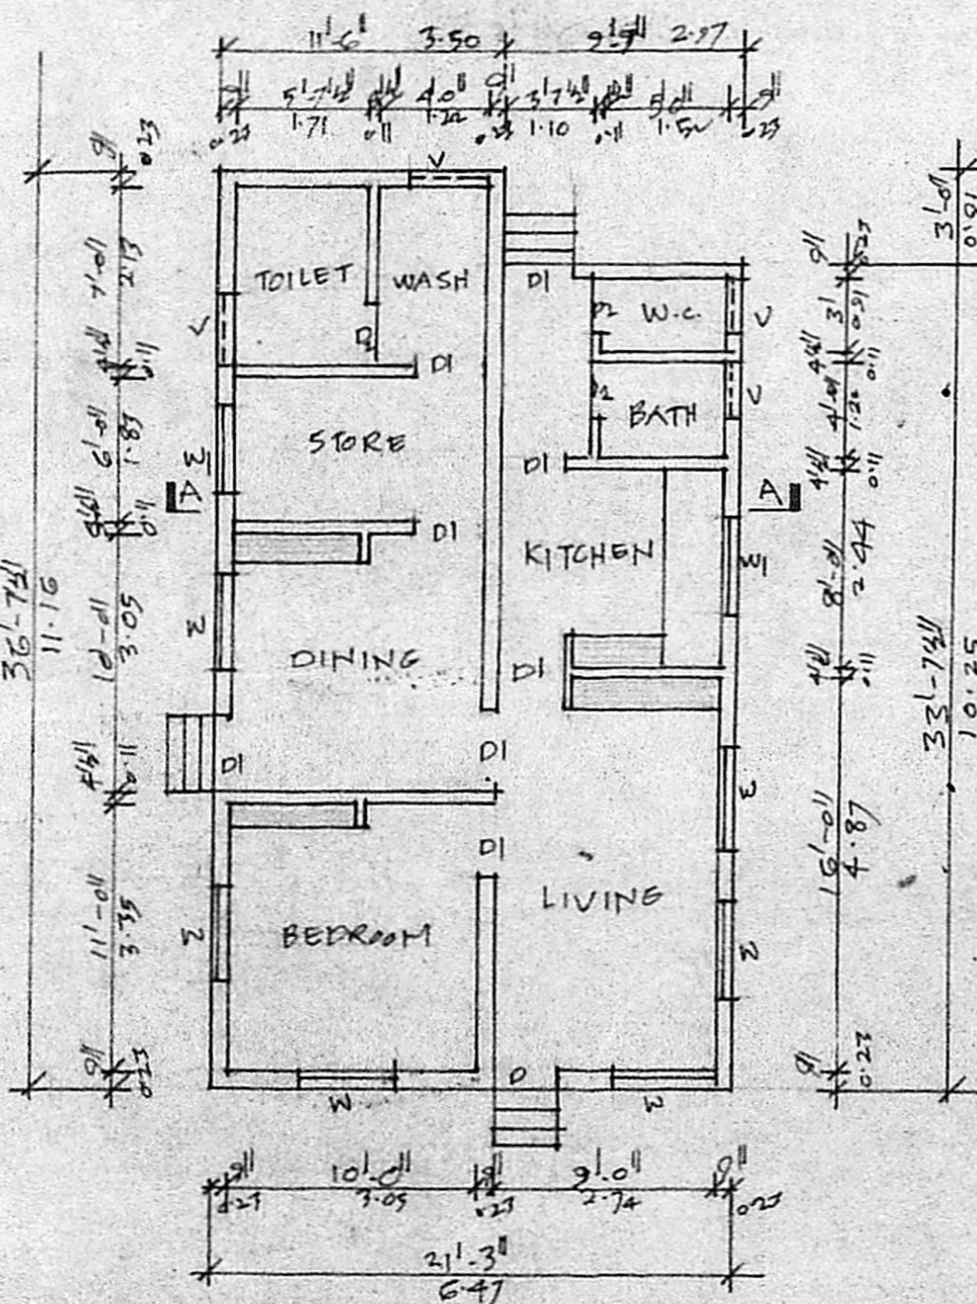 11'-6" 3.50 9'-9" 2.97
9" 5'-7½" 4½" 4'-0" 9" 3'-7½" 4½" 5'-0" 9"
0.23 1.71 0.11 1.22 0.23 1.10 0.11 1.52 0.23
V
9" 0.23
3'-0" 0.91
TOILET WASH D1 W.C. V
D2
7'-0" 2.13
V
9" 0.23
3' 0.91
D2 D1
4½" 0.11
4½" 0.11
D2 BATH V
STORE
6'-0" 1.83
4'-0" 1.20
W D1
4½" 0.11
A A
4½" 0.11
D1
KITCHEN W1
8'-0" 2.44
36'-7½" 11.16
10'-0" 3.05
W
DINING D1
4½" 0.11
33'-7½" 10.25
D1 D1
4½" 0.11
W
D1
16'-0" 4.87
LIVING
11'-0" 3.35
W BEDROOM W
9" 0.23
9" 0.23
W D W
9" 10'-0" 9" 9'-0" 9"
0.23 3.05 0.23 2.74 0.23
21'-3"
6.47